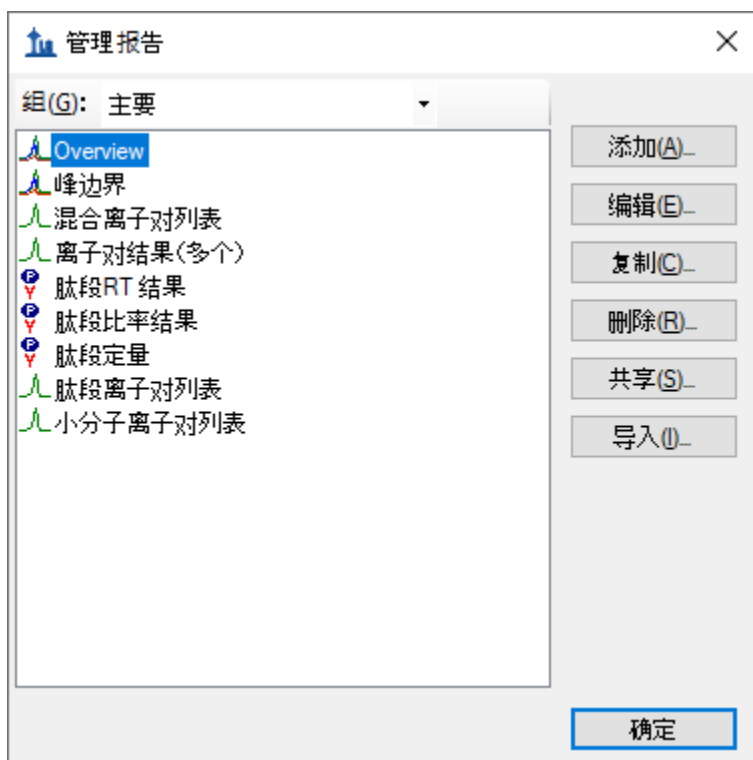 管理报告
组(G): 主要
Overview
峰边界
混合离子对列表
离子对结果(多个)
肽段RT 结果
肽段比率结果
肽段定量
肽段离子对列表
小分子离子对列表
添加(A)...
编辑(E)...
复制(C)...
删除(R)...
共享(S)...
导入(I)...
确定